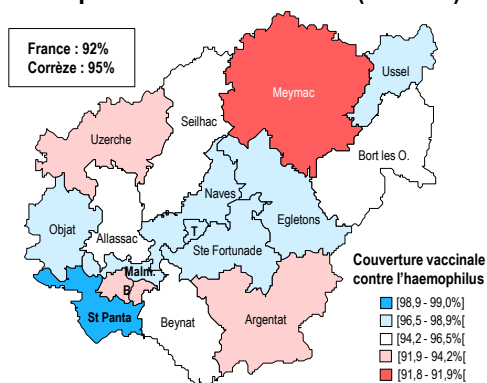 France : 92%
Corrèze : 95%
Ussel
Meymac
Seilhac
Uzerche
Bort les O.
Naves
Egletons
Objat
Allassac
T
Ste Fortunade
Malm
B
St Panta
Beynat
Argentat
Couverture vaccinale
contre l'haemophilus
[98,9 - 99,0%[
[96,5 - 98,9%[
[94,2 - 96,5%[
[91,9 - 94,2%[
[91,8 - 91,9%[